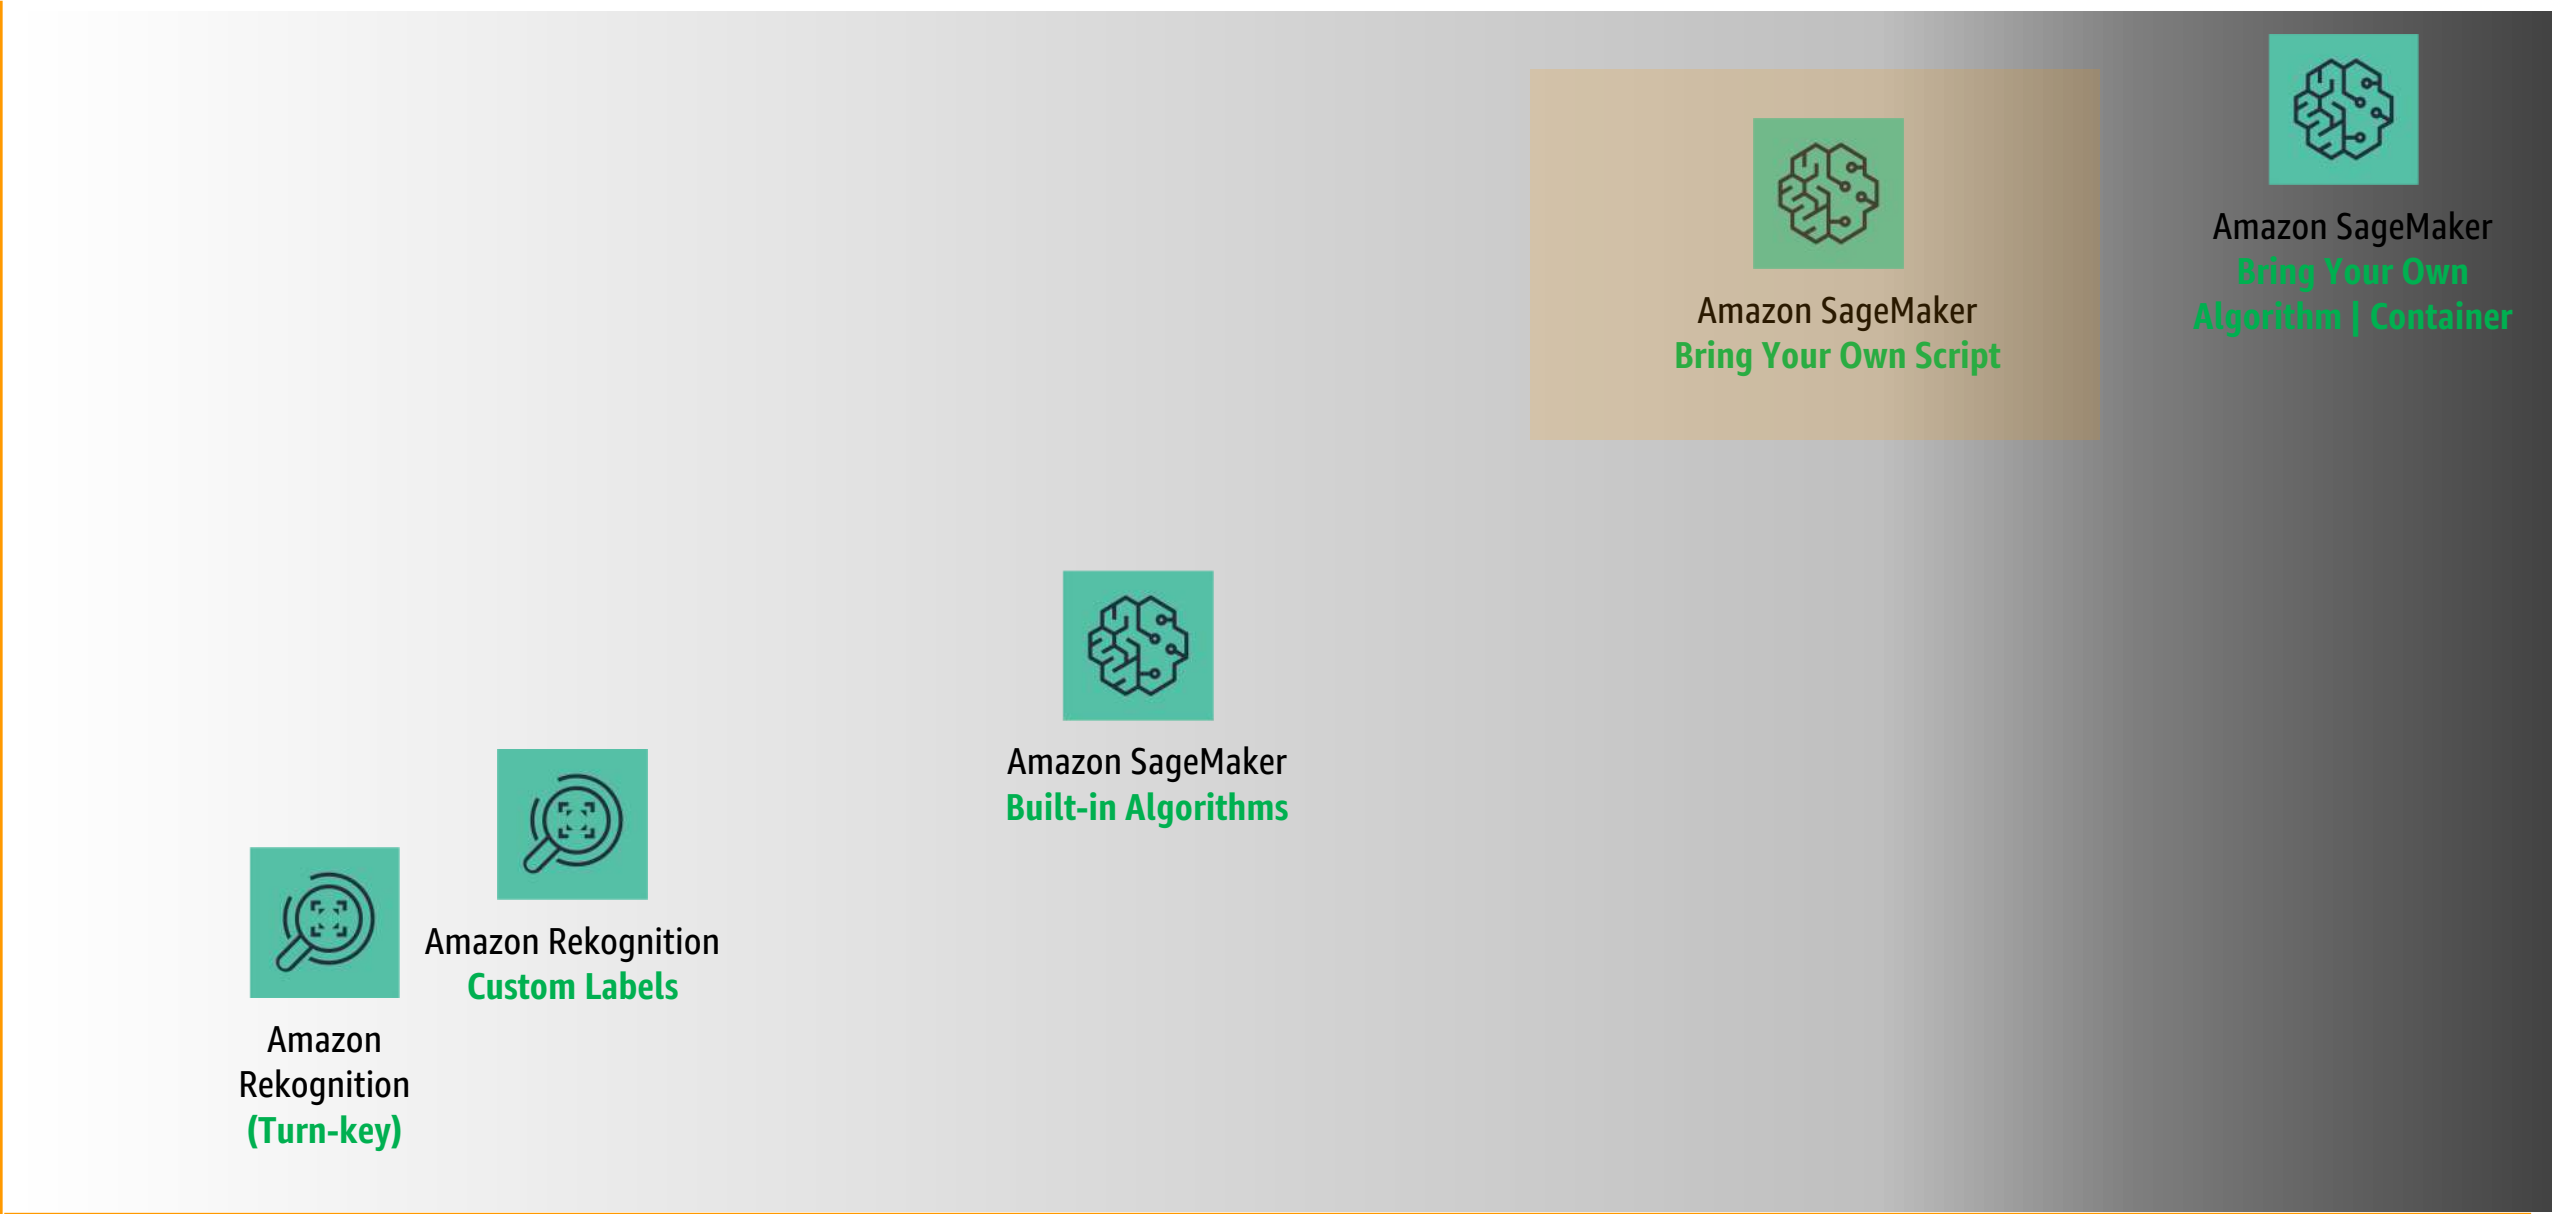 Amazon SageMaker
Bring Your Own
Algorithm | Container
Amazon SageMaker
Bring Your Own Script
Amazon SageMaker
Built-in Algorithms
Amazon Rekognition
Custom Labels
Amazon
Rekognition
(Turn-key)